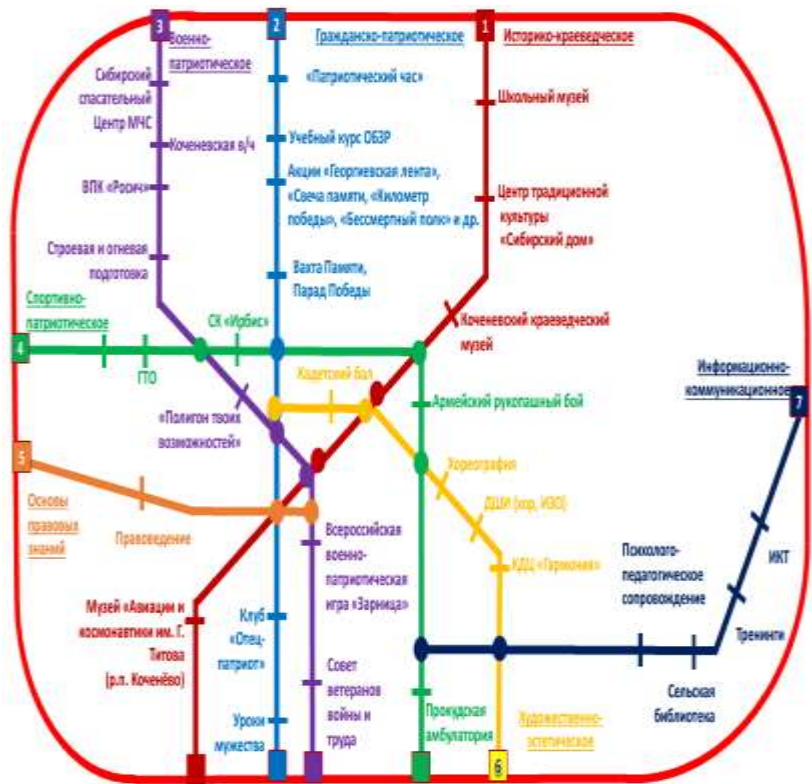 3
Военно-
патриотическое
2
Гражданско-патриотическое
1
Историко-краеведческое
Сибирский
спасательный
Центр МЧС
Коченевская в/ч
ВПК «Росич»
Строевая и огневая
подготовка
«Патриотический час»
Учебный курс ОБЗР
Акции «Георгиевская лента»,
«Свеча памяти, «Километр
победы», «Бессмертный полк» и др.
Вахта Памяти,
Парад Победы
Школьный музей
Центр традиционной
культуры
«Сибирский дом»
Коченевский краеведческий
музей
Спортивно-
патриотическое
4
ГТО
СК «Ирбис»
Кадетский бал
«Полигон твоих
возможностей»
Армейский рукопашный бой
Информационно-
коммуникационное
7
5
Основы
правовых
знаний
Правоведение
Хореография
ДШИ (хор, ИЗО)
КДЦ «Гармония»
Всероссийская
военно-
патриотическая
игра «Зарница»
Психолого-
педагогическое
сопровождение
ИКТ
Тренинги
Сельская
библиотека
Музей «Авиации и
космонавтики им. Г.
Титова
(р.п. Коченёво)
Клуб
«Отец-
патриот»
Уроки
мужества
Совет
ветеранов
войны и
труда
Прокудская
амбулатория
Художественно-
эстетическое
6